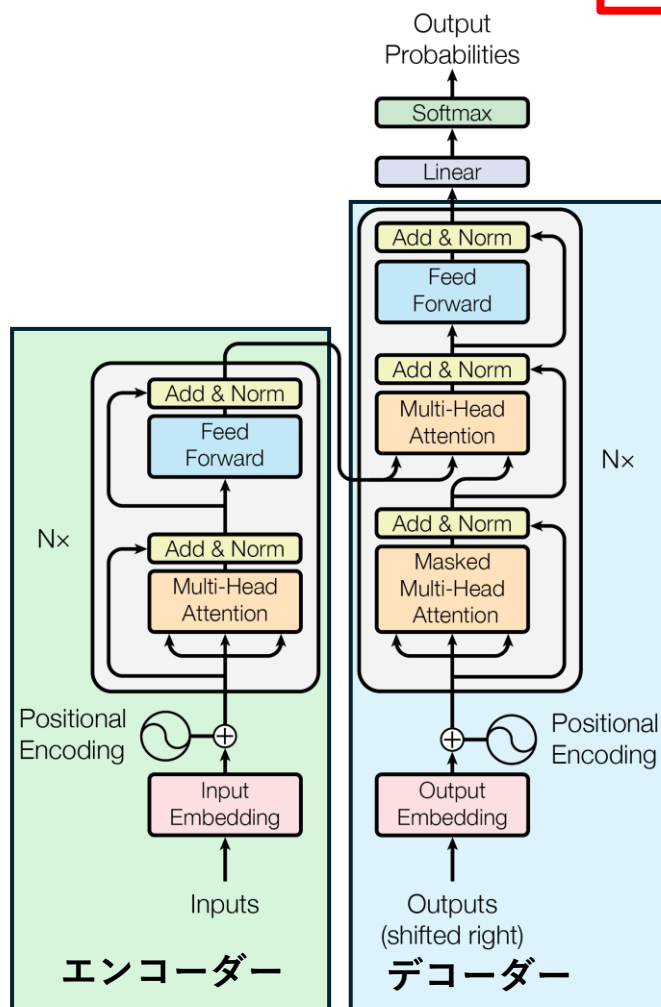 Output
Probabilities
Softmax
Linear
Add & Norm
Feed
Forward
Add & Norm
Multi-Head
Attention
Add & Norm
Masked
Multi-Head
Attention
N×
Positional
Encoding
Output
Embedding
Outputs
(shifted right)
デコーダー
Add & Norm
Feed
Forward
Add & Norm
Multi-Head
Attention
N×
Positional
Encoding
Input
Embedding
Inputs
エンコーダー